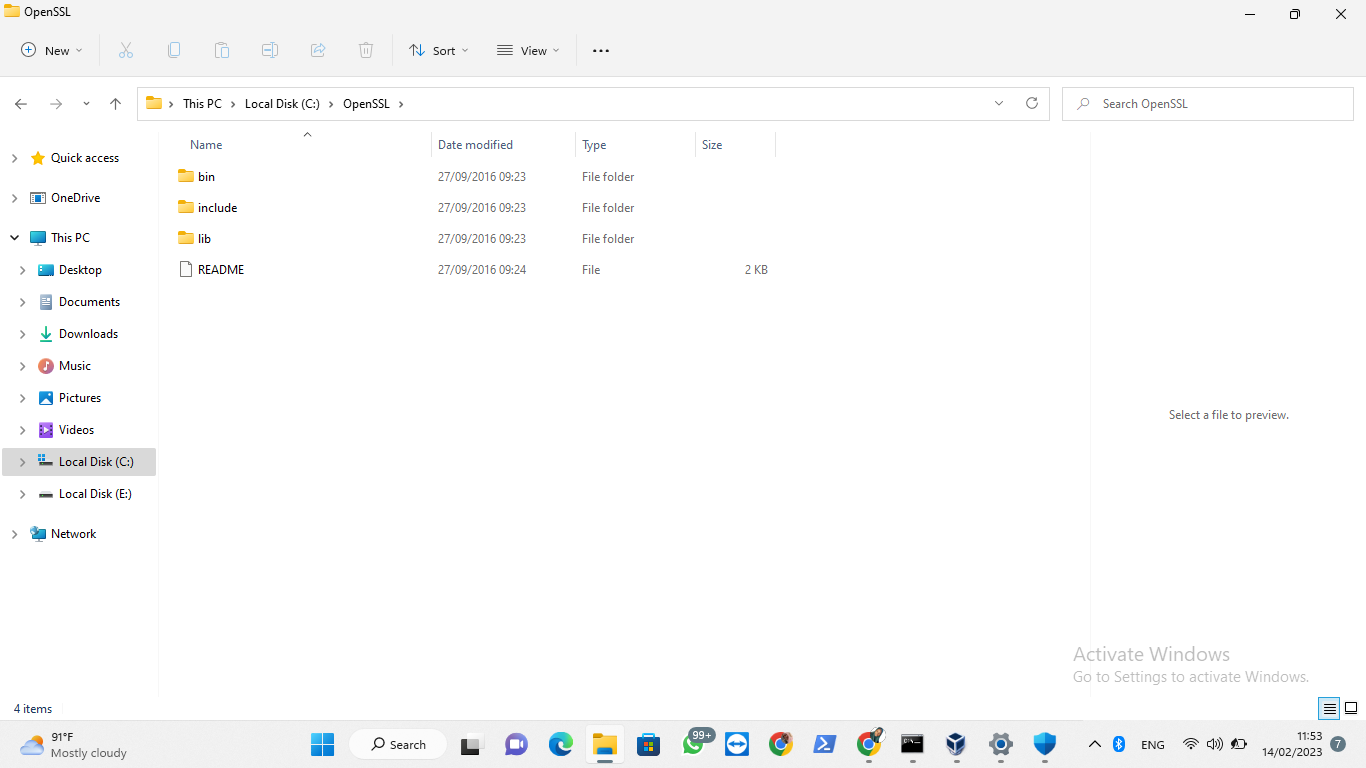 OpenSSL
New
Sort
View
This PC
Local Disk (C:)
OpenSSL
Search OpenSSL
Name
Date modified
Type
Size
Quick access
OneDrive
This PC
Desktop
Documents
Downloads
Music
Pictures
Videos
Local Disk (C:)
Local Disk (E:)
Network
bin 27/09/2016 09:23 File folder
include 27/09/2016 09:23 File folder
lib 27/09/2016 09:23 File folder
README 27/09/2016 09:24 File 2 KB
Select a file to preview.
Activate Windows
Go to Settings to activate Windows.
4 items
91°F
Mostly cloudy
Search
99+
ENG
11:53
14/02/2023
7